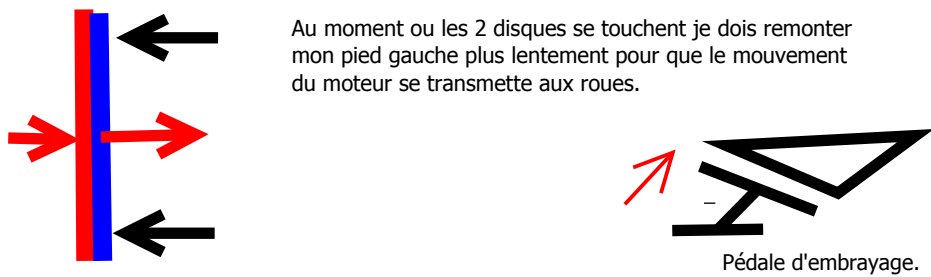 Au moment ou les 2 disques se touchent je dois remonter
mon pied gauche plus lentement pour que le mouvement
du moteur se transmette aux roues.
Pédale d'embrayage.